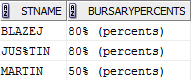 STNAME BURSARYPERCENTS
BLAZEJ 80% (percents)
JUS%TIN 80% (percents)
MARTIN 50% (percents)